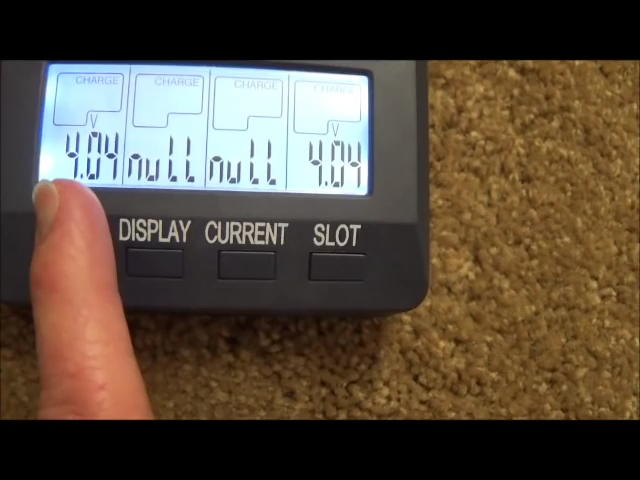 CHARGE CHARGE CHARGE CHARGE
V V
4.04 null null 4.04
DISPLAY CURRENT SLOT